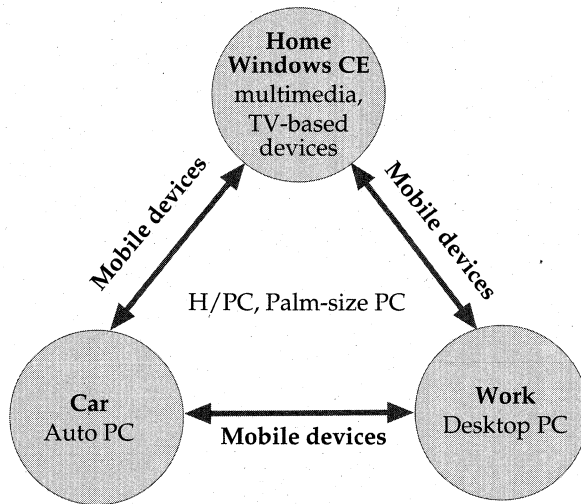 Home
Windows CE
multimedia,
TV-based
devices
Mobile devices
Mobile devices
H/PC, Palm-size PC
Car
Auto PC
Work
Desktop PC
Mobile devices